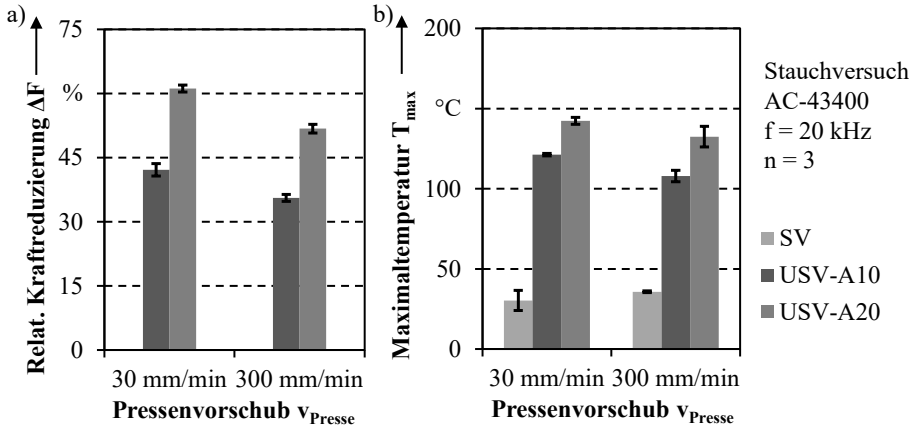 a)
Relat. Kraftreduzierung ΔF
75
%
45
30
15
0
30 mm/min 300 mm/min
Pressenvorschub vPresse
b)
Maximaltemperatur Tmax
200
°C
100
50
0
30 mm/min 300 mm/min
Pressenvorschub vPresse
Stauchversuch
AC-43400
f = 20 kHz
n = 3
SV
USV-A10
USV-A20